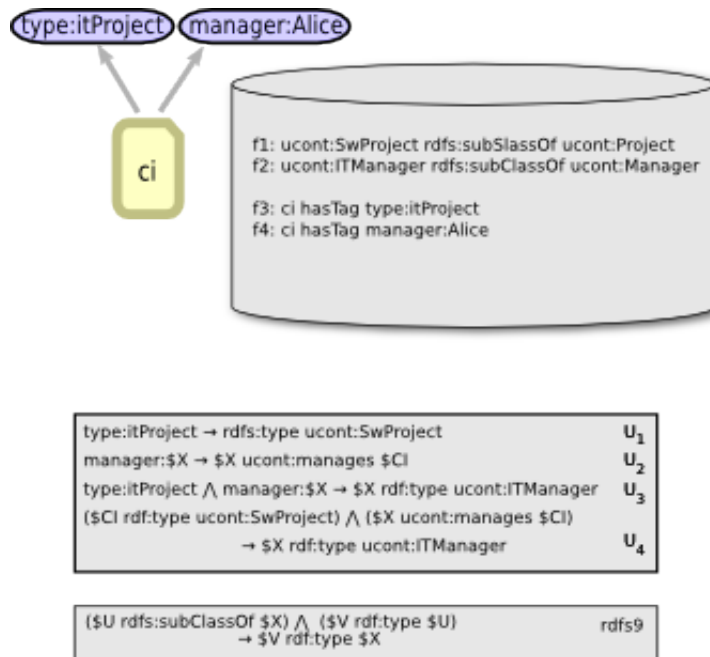 type:itProject manager:Alice
ci
f1: ucont:SwProject rdfs:subSlassOf ucont:Project
f2: ucont:ITManager rdfs:subClassOf ucont:Manager
f3: ci hasTag type:itProject
f4: ci hasTag manager:Alice
type:itProject → rdfs:type ucont:SwProject U₁
manager:$X → $X ucont:manages $CI U₂
type:itProject ⋀ manager:$X → $X rdf:type ucont:ITManager U₃
($CI rdf:type ucont:SwProject) ⋀ ($X ucont:manages $CI)
→ $X rdf:type ucont:ITManager U₄
($U rdfs:subClassOf $X) ⋀ ($V rdf:type $U) rdfs9
→ $V rdf:type $X